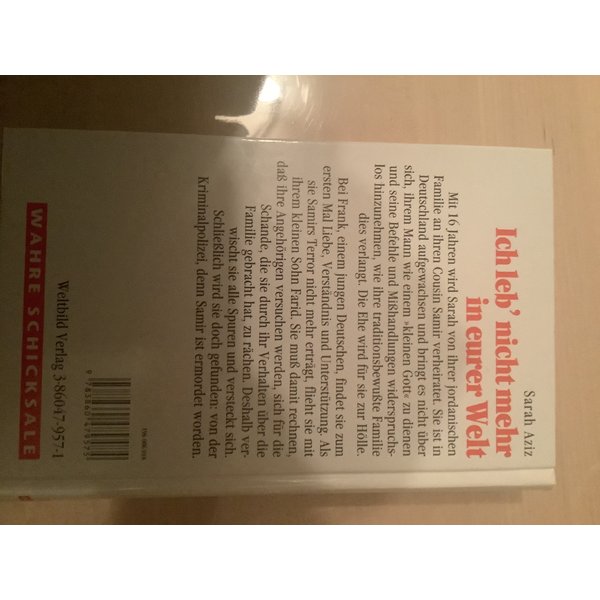 Sarah Aziz
Ich leb' nicht mehr
in eurer Welt
Mit 16 Jahren wird Sarah von ihrer jordanischen
Familie an ihren Cousin Samir verheiratet. Sie ist in
Deutschland aufgewachsen und bringt es nicht über
sich, ihrem Mann wie einem »kleinen Gott« zu dienen
und seine Befehle und Mißhandlungen widerspruchs-
los hinzunehmen, wie ihre traditionsbewußte Familie
dies verlangt. Die Ehe wird für sie zur Hölle.
Bei Frank, einem jungen Deutschen, findet sie zum
ersten Mal Liebe, Verständnis und Unterstützung. Als
sie Samirs Terror nicht mehr erträgt, flieht sie mit
ihrem kleinen Sohn Farid. Sie muß damit rechnen,
daß ihre Angehörigen versuchen werden, sich für die
Schande, die sie durch ihr Verhalten über die
Familie gebracht hat, zu rächen. Deshalb ver-
wischt sie alle Spuren und versteckt sich.
Schließlich wird sie doch gefunden: von der
Kriminalpolizei, denn Samir ist ermordet worden.
Weltbild Verlag 3-86047-957-1
WAHRE SCHICKSALE
9 783860 479575